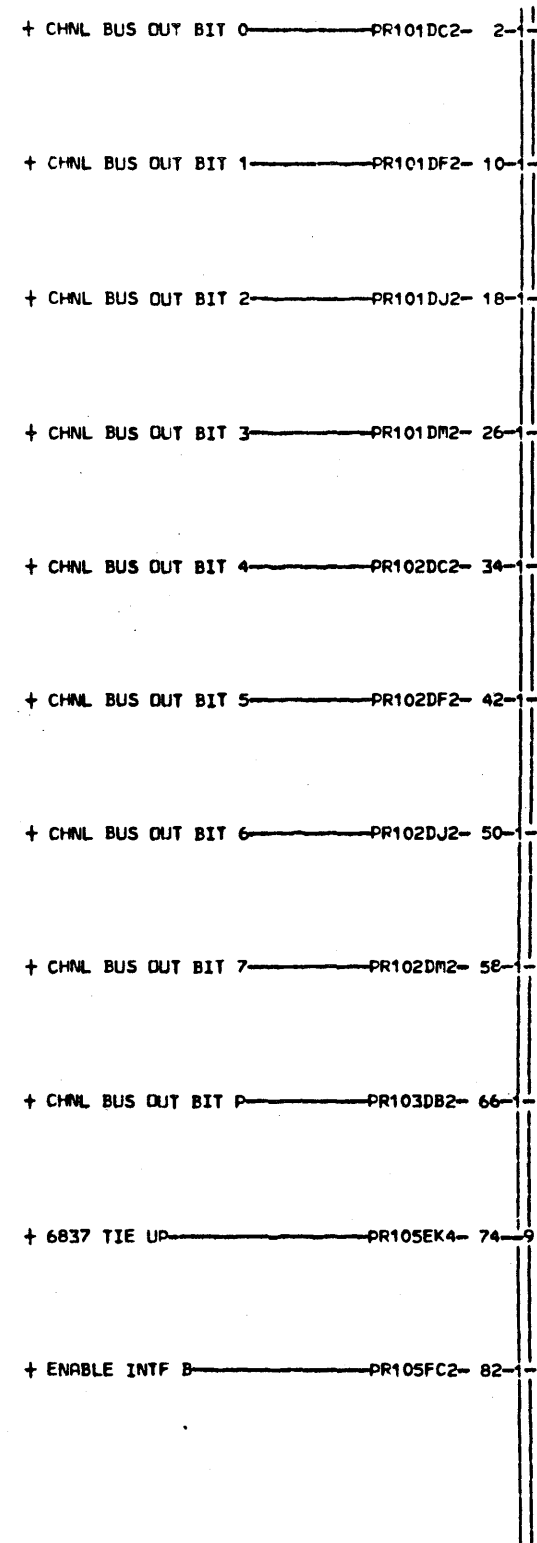 + CHNL BUS OUT BIT 0 PR101DC2- 2-1-
+ CHNL BUS OUT BIT 1 PR101DF2- 10-1-
+ CHNL BUS OUT BIT 2 PR101DJ2- 18-1-
+ CHNL BUS OUT BIT 3 PR101DM2- 26-1-
+ CHNL BUS OUT BIT 4 PR102DC2- 34-1-
+ CHNL BUS OUT BIT 5 PR102DF2- 42-1-
+ CHNL BUS OUT BIT 6 PR102DJ2- 50-1-
+ CHNL BUS OUT BIT 7 PR102DM2- 58-1-
+ CHNL BUS OUT BIT P PR103DB2- 66-1-
+ 6837 TIE UP PR105EK4- 74-9
+ ENABLE INTF B PR105FC2- 82-1-